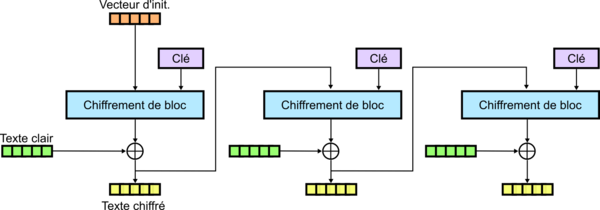 Vecteur d'init.
Clé
Clé
Clé
Chiffrement de bloc
Chiffrement de bloc
Chiffrement de bloc
Texte clair
Texte chiffré